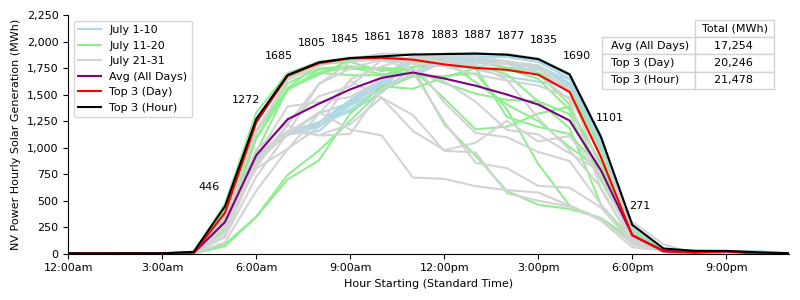 NV Power Hourly Solar Generation (MWh)
2,250
2,000
1,750
1,500
1,250
1,000
750
500
250
0
July 1-10
July 11-20
July 21-31
Avg (All Days)
Top 3 (Day)
Top 3 (Hour)
446
1272
1685
1805
1845
1861
1878
1883
1887
1877
1835
1690
1101
271
Total (MWh)
Avg (All Days) 17,254
Top 3 (Day) 20,246
Top 3 (Hour) 21,478
12:00am 3:00am 6:00am 9:00am 12:00pm 3:00pm 6:00pm 9:00pm
Hour Starting (Standard Time)